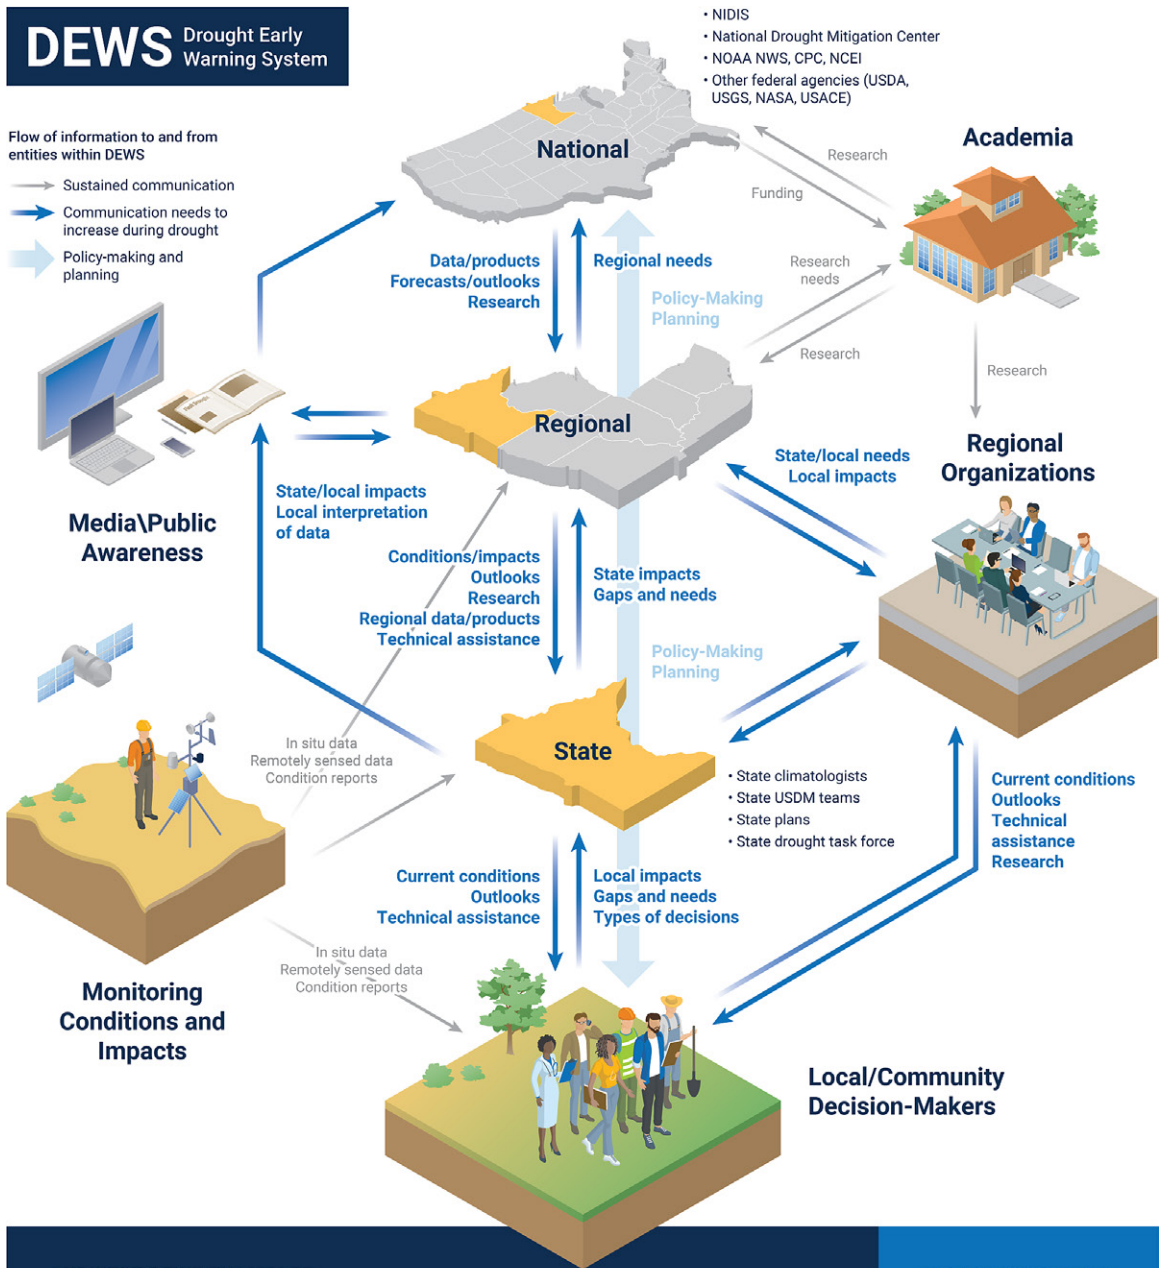 DEWS
Drought Early
Warning System
• NIDIS
• National Drought Mitigation Center
• NOAA NWS, CPC, NCEI
• Other federal agencies (USDA,
USGS, NASA, USACE)
Flow of information to and from
entities within DEWS
Sustained communication
Communication needs to
increase during drought
Policy-making and
planning
National
Academia
Research
Funding
Data/products
Forecasts/outlooks
Research
Regional needs
Policy-Making
Planning
Research
needs
Research
Research
Regional
Regional
Organizations
State/local needs
Local impacts
Media\Public
Awareness
State/local impacts
Local interpretation
of data
Conditions/impacts
Outlooks
Research
Regional data/products
Technical assistance
State impacts
Gaps and needs
Policy-Making
Planning
In situ data
Remotely sensed data
Condition reports
State
• State climatologists
• State USDM teams
• State plans
• State drought task force
Current conditions
Outlooks
Technical
assistance
Research
Current conditions
Outlooks
Technical assistance
Local impacts
Gaps and needs
Types of decisions
In situ data
Remotely sensed data
Condition reports
Monitoring
Conditions and
Impacts
Local/Community
Decision-Makers